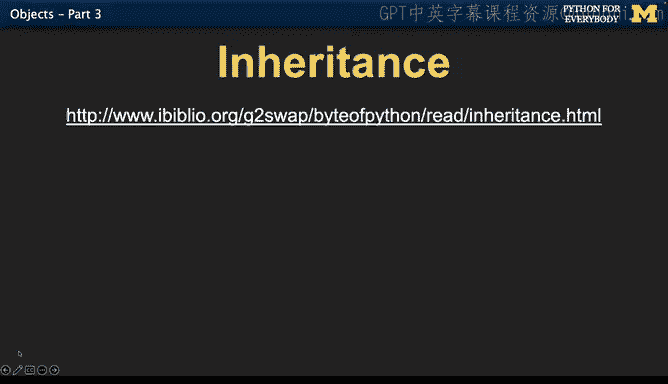 Objects – Part 3
GPT中英字幕课程资源
PYTHON FOR
EVERYBODY
Inheritance
http://www.ibiblio.org/g2swap/byteofpython/read/inheritance.html